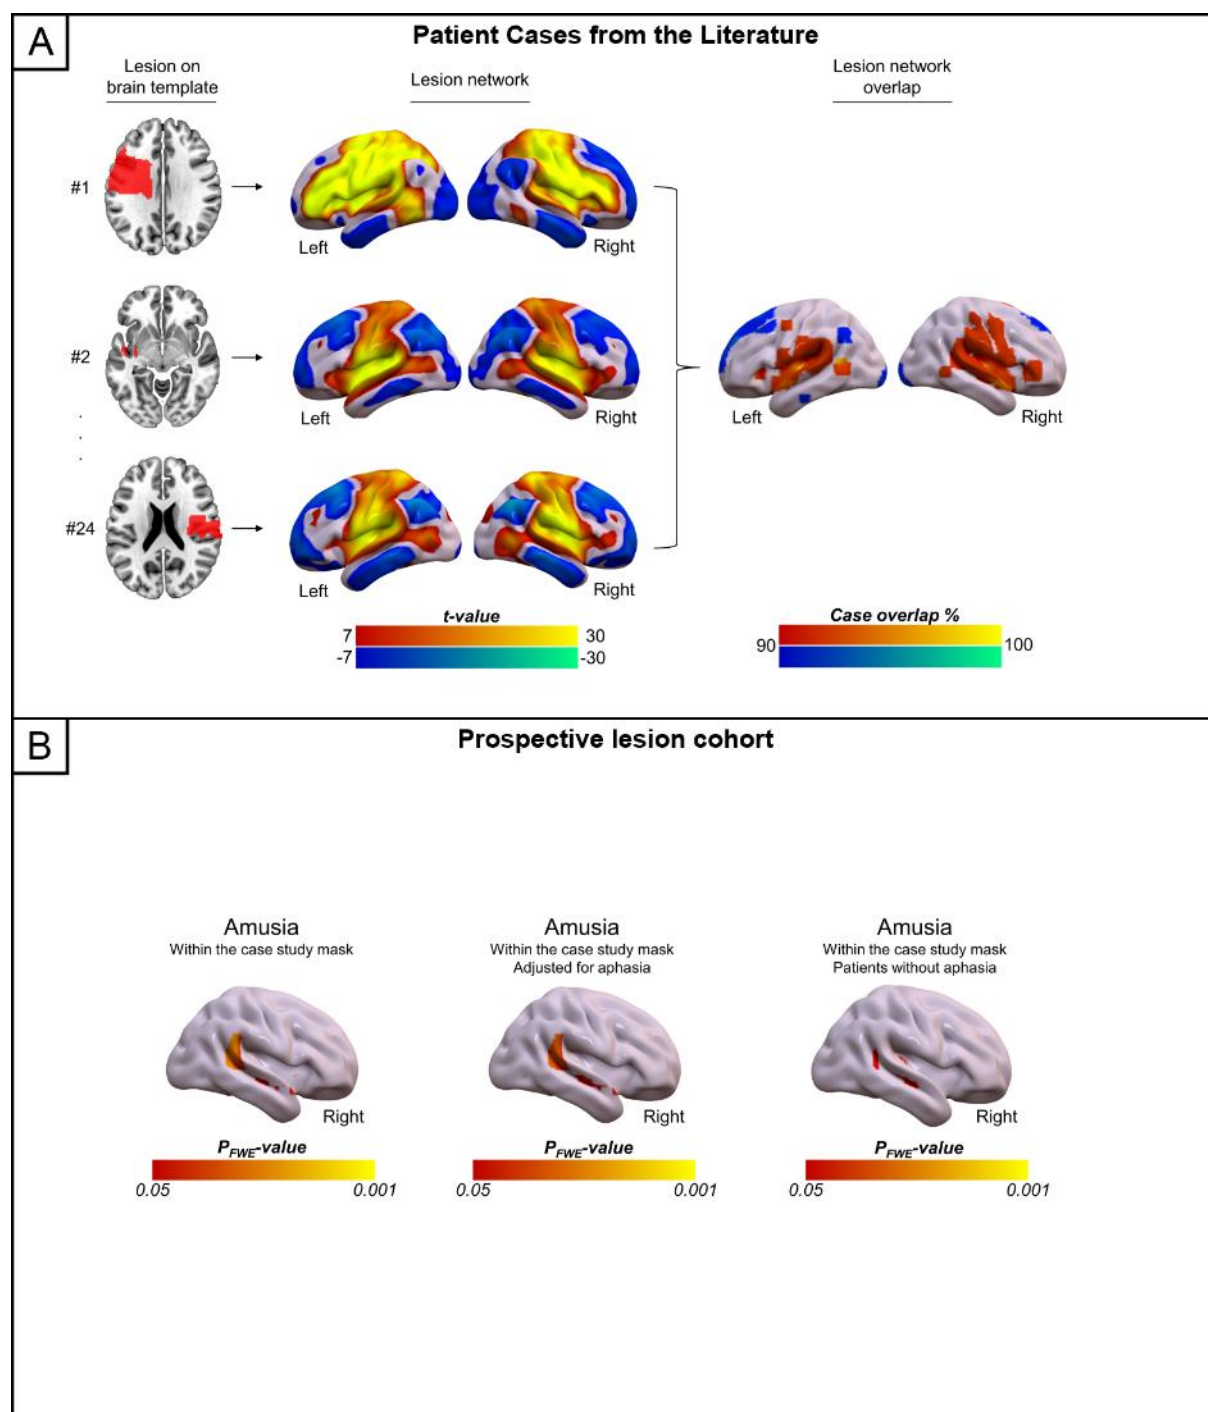 A
Patient Cases from the Literature
Lesion on
brain template
Lesion network
Lesion network
overlap
#1
Left
Right
#2
Left
Right
Left
Right
.
.
.
#24
Left
Right
t-value
7
30
-7
-30
Case overlap %
90
100
B
Prospective lesion cohort
Amusia
Within the case study mask
Amusia
Within the case study mask
Adjusted for aphasia
Amusia
Within the case study mask
Patients without aphasia
Right
Right
Right
PFWE-value
0.05
0.001
PFWE-value
0.05
0.001
PFWE-value
0.05
0.001